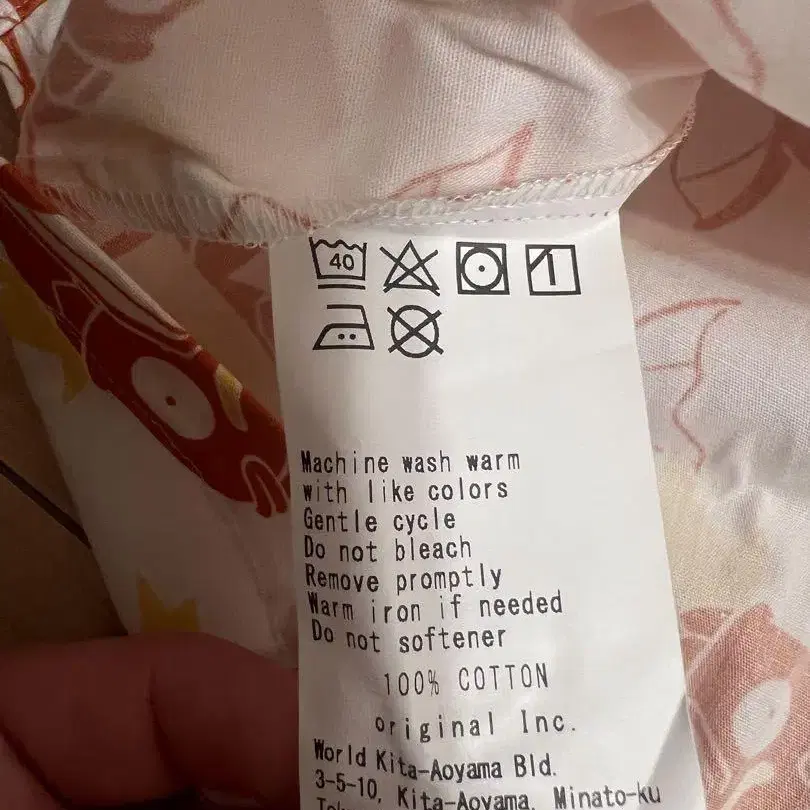 40
Machine wash warm
with like colors
Gentle cycle
Do not bleach
Remove promptly
Warm iron if needed
Do not softener
100% COTTON
original Inc.
World Kita-Aoyama Bld.
3-5-10, Kita-Aoyama, Minato-ku